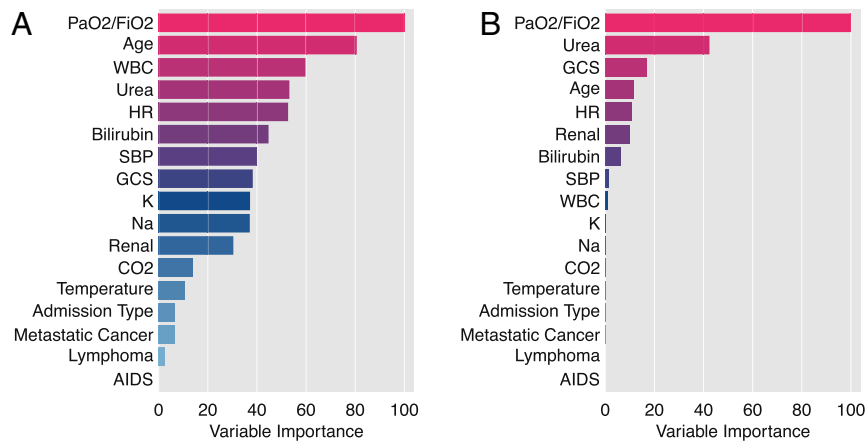 A
PaO2/FiO2
Age
WBC
Urea
HR
Bilirubin
SBP
GCS
K
Na
Renal
CO2
Temperature
Admission Type
Metastatic Cancer
Lymphoma
AIDS
0 20 40 60 80 100
Variable Importance
B
PaO2/FiO2
Urea
GCS
Age
HR
Renal
Bilirubin
SBP
WBC
K
Na
CO2
Temperature
Admission Type
Metastatic Cancer
Lymphoma
AIDS
0 20 40 60 80 100
Variable Importance